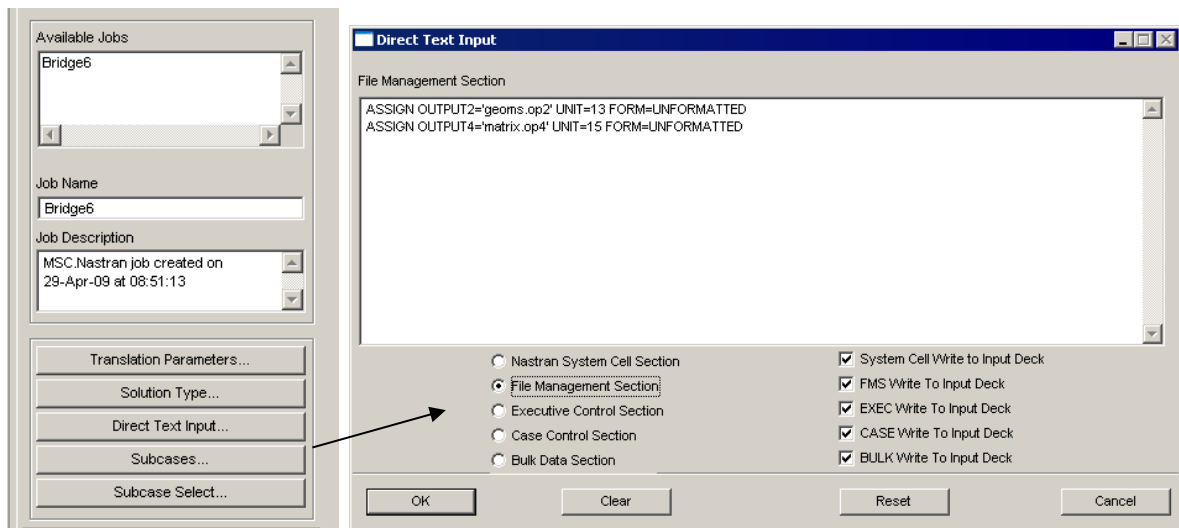 Available Jobs
Bridge6
Job Name
Bridge6
Job Description
MSC.Nastran job created on
29-Apr-09 at 08:51:13
Translation Parameters...
Solution Type...
Direct Text Input...
Subcases...
Subcase Select...
Direct Text Input
File Management Section
ASSIGN OUTPUT2='geoms.op2' UNIT=13 FORM=UNFORMATTED
ASSIGN OUTPUT4='matrix.op4' UNIT=15 FORM=UNFORMATTED
Nastran System Cell Section
File Management Section
Executive Control Section
Case Control Section
Bulk Data Section
System Cell Write to Input Deck
FMS Write To Input Deck
EXEC Write To Input Deck
CASE Write To Input Deck
BULK Write To Input Deck
OK
Clear
Reset
Cancel